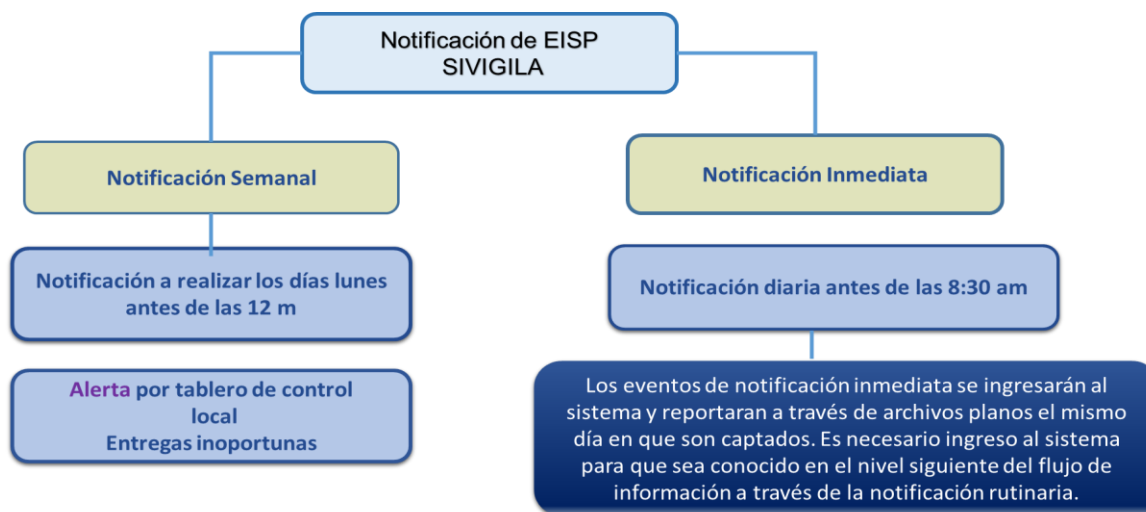 Notificación de EISP
SIVIGILA
Notificación Semanal
Notificación Inmediata
Notificación a realizar los días lunes
antes de las 12 m
Notificación diaria antes de las 8:30 am
Alerta por tablero de control
local
Entregas inoportunas
Los eventos de notificación inmediata se ingresarán al
sistema y reportaran a través de archivos planos el mismo
día en que son captados. Es necesario ingreso al sistema
para que sea conocido en el nivel siguiente del flujo de
información a través de la notificación rutinaria.